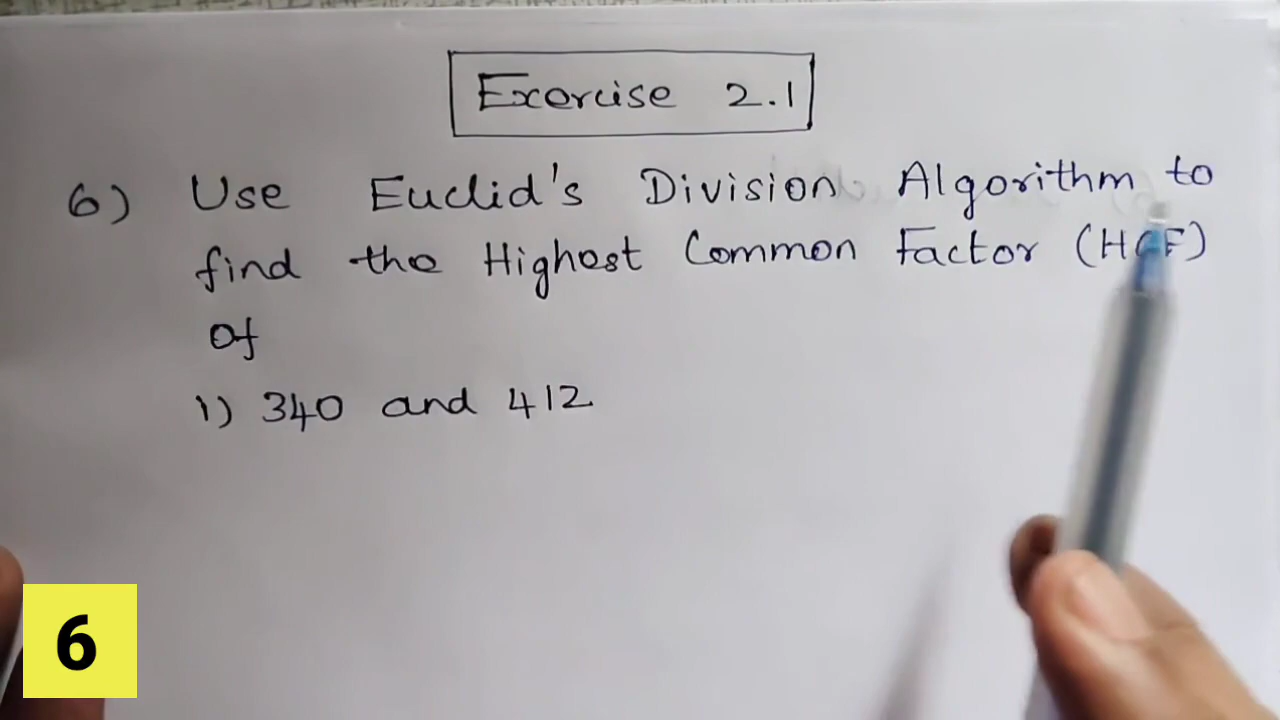 Exercise 2.1
6) Use Euclid's Division Algorithm to
find the Highest Common Factor (HCF)
of
1) 340 and 412
6